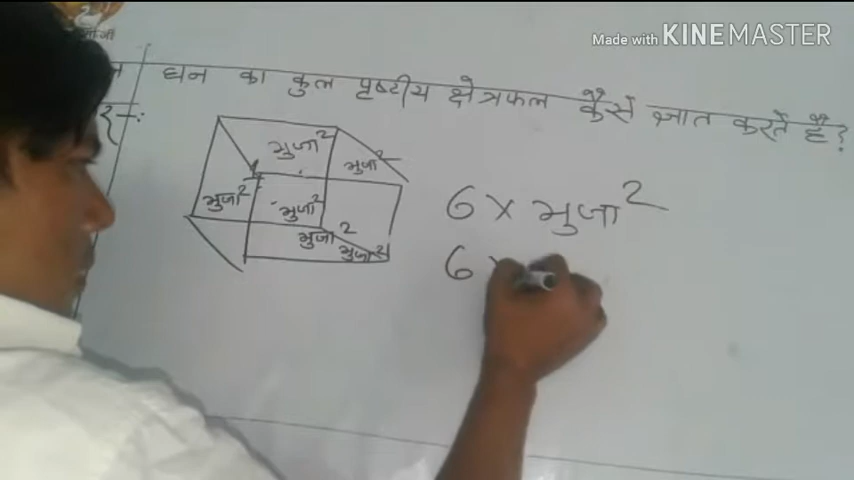 Made with KINEMASTER
घन का कुल पृष्टीय क्षेत्रफल कैसे ज्ञात करते है?
भुजा²
भुजा²
भुजा²
भुजा²
भुजा²
भुजा²
6 × भुजा²
6 ×